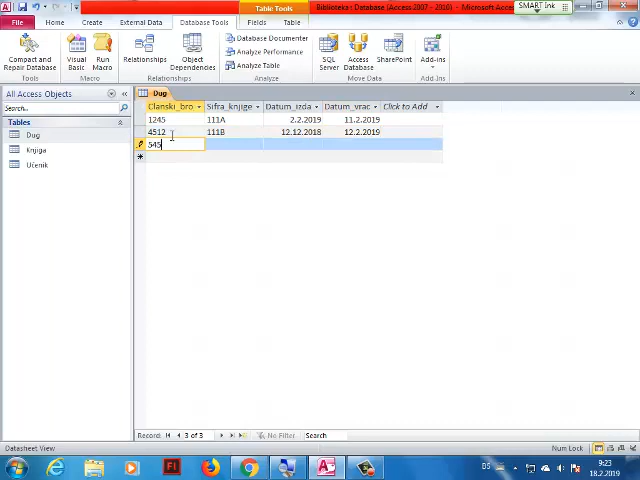 Table Tools
Biblioteka : Database (Access 2007 - 2010) - Microsoft Acces
SMART Ink
File
Home
Create
External Data
Database Tools
Fields
Table
Compact and
Repair Database
Visual
Basic
Run
Macro
Relationships
Object
Dependencies
Database Documenter
Analyze Performance
Analyze Table
SQL
Server
Access
Database
SharePoint
Add-ins
Tools
Macro
Relationships
Analyze
Move Data
Add-Ins
All Access Objects
Search...
Tables
Dug
Knjiga
Učenik
Dug
Clanski_bro
Sifra_knjige
Datum_izda
Datum_vrac
Click to Add
1245
111A
2.2.2019
11.2.2019
4512
111B
12.12.2018
12.2.2019
545
Record:
3 of 3
No Filter
Search
Datasheet View
Num Lock
BS
9:23
18.2.2019